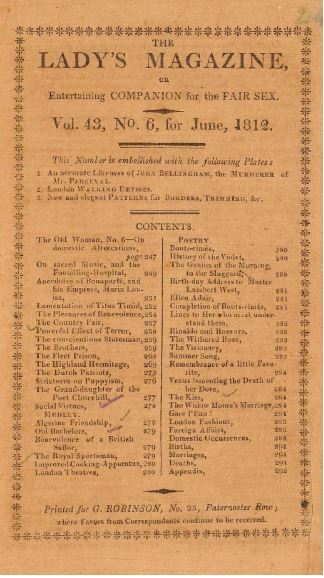 THE
LADY'S MAGAZINE,
OR
Entertaining COMPANION for the FAIR SEX.
Vol. 43, No. 6, for June, 1812.
This Number is embellished with the following Plates:
1. An accurate Likeness of JOHN BELLINGHAM, the MURDERER of
Mr. PERCEVAL.
2. London WALKING DRESSES.
3. New and elegant PATTERNS for BORDERS, TRIMMING, &c.
CONTENTS.
The Old Woman, No. 6—On
domestic Altercations,
page 247
On sacred Music, and the
Foundling-Hospital, 249
Anecdotes of Bonaparte, and
his Empress, Maria Lou-
isa, 251
Lamentation of Titus Timid, 252
The Pleasures of Benevolence, 254
The Country Fair, 257
Powerful Effect of Terror, 258
The conscientious Statesman, 259
The Brothers, 259
The Fleet Prison, 263
The Highland Hermitage, 269
The Dutch Patriots, 273
Strictures on Puppyism, 276
The Grand-daughter of the
Poet Churchill, 277
Social Virtues, 278
MEDLEY.
Algerine Friendship, 278
Old Bachelors, 279
Benevolence of a British
Sailor, 279
The Royal Sportsman, 279
Improved Cooking-Apparatus, 280
London Theatres, 280
POETRY.
Bouts-rimés, 280
History of the Violet, 280
The Genius of the Morning,
to the Sluggard, 280
Birth-day Address to Master
Lambert West, 281
Ellen Adair, 281
Completion of Bouts-rimés, 281
Lines to Her who must under-
stand them, 282
Rinaldo and Rossura, 282
The Withered Rose, 283
The Visionary, 283
Summer Song, 283
Remembrance of a little Favo-
rite, 284
Venus lamenting the Death of
her Dove, 284
The Kiss, 284
The Widow Moore's Marriage, 284
Gare l'Eau! 284
London Fashions, 285
Foreign Affairs, 285
Domestic Occurrences, 286
Births, 291
Marriages, 291
Deaths, 291
Appendix, 292
Printed for G. ROBINSON, No. 25, Paternoster Row;
where Favors from Correspondents continue to be received.